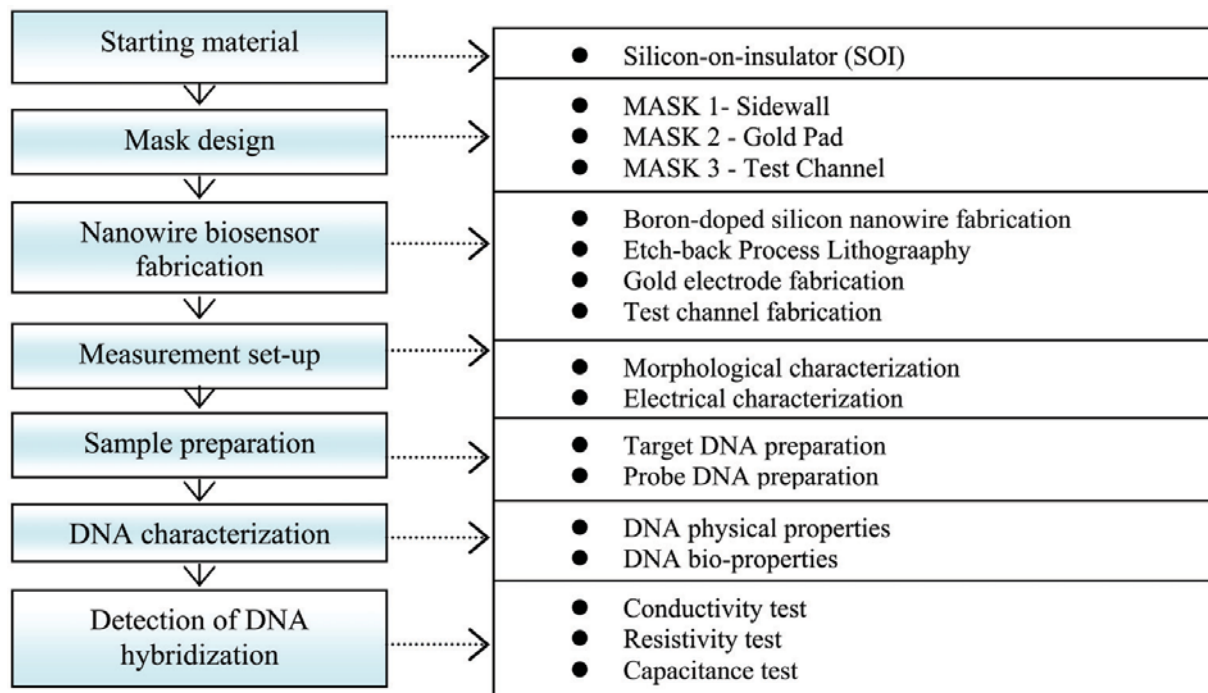 Starting material
Silicon-on-insulator (SOI)
Mask design
MASK 1- Sidewall
MASK 2 - Gold Pad
MASK 3 - Test Channel
Nanowire biosensor
fabrication
Boron-doped silicon nanowire fabrication
Etch-back Process Lithograaphy
Gold electrode fabrication
Test channel fabrication
Measurement set-up
Morphological characterization
Electrical characterization
Sample preparation
Target DNA preparation
Probe DNA preparation
DNA characterization
DNA physical properties
DNA bio-properties
Detection of DNA
hybridization
Conductivity test
Resistivity test
Capacitance test